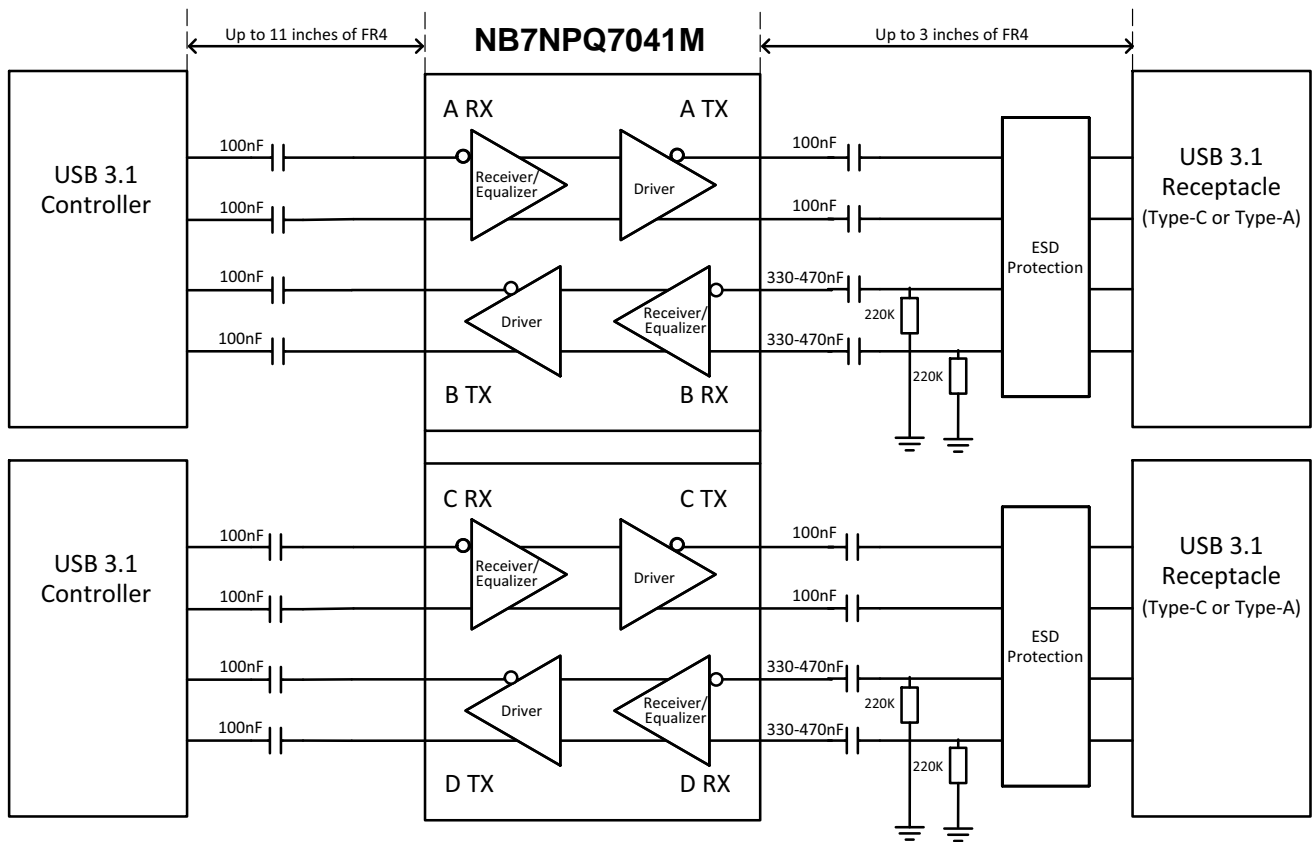 Up to 11 inches of FR4
NB7NPQ7041M
Up to 3 inches of FR4
USB 3.1
Controller
100nF
100nF
100nF
100nF
A RX
A TX
Receiver/
Equalizer
Driver
Driver
Receiver/
Equalizer
B TX
B RX
100nF
100nF
330-470nF
330-470nF
220K
220K
ESD
Protection
USB 3.1
Receptacle
(Type-C or Type-A)
USB 3.1
Controller
100nF
100nF
100nF
100nF
C RX
C TX
Receiver/
Equalizer
Driver
Driver
Receiver/
Equalizer
D TX
D RX
100nF
100nF
330-470nF
330-470nF
220K
220K
ESD
Protection
USB 3.1
Receptacle
(Type-C or Type-A)